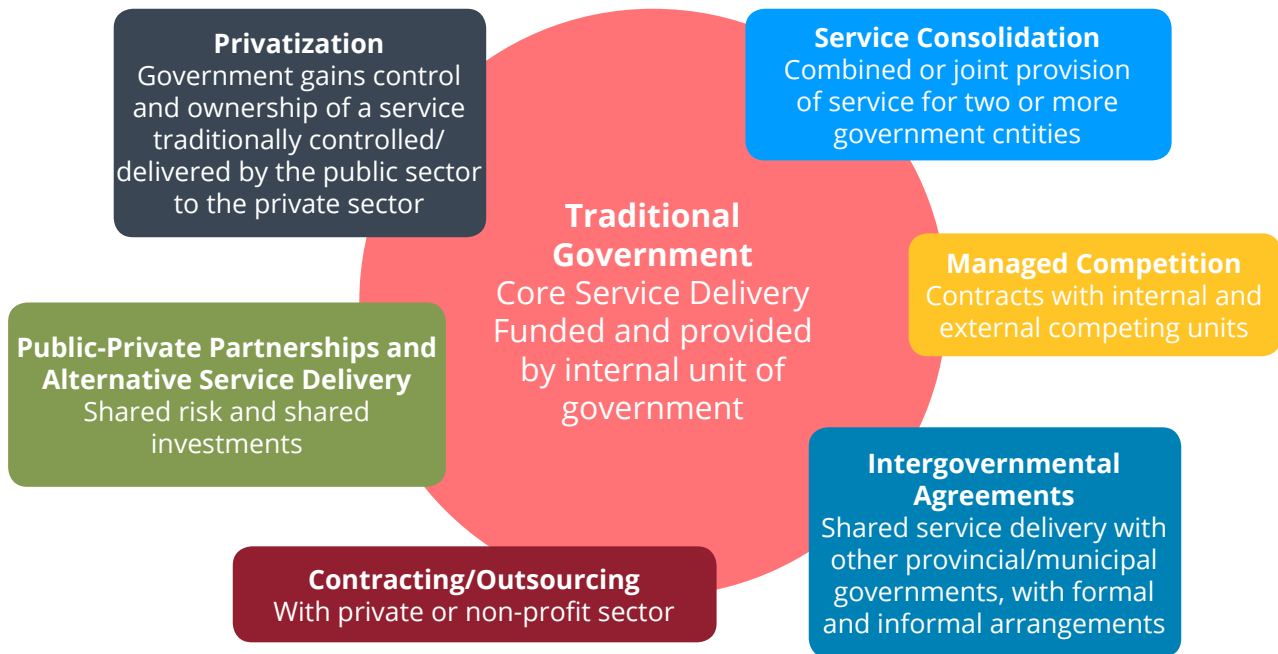 Privatization
Government gains control
and ownership of a service
traditionally controlled/
delivered by the public sector
to the private sector
Service Consolidation
Combined or joint provision
of service for two or more
government cntities
Traditional
Government
Core Service Delivery
Funded and provided
by internal unit of
government
Managed Competition
Contracts with internal and
external competing units
Public-Private Partnerships and
Alternative Service Delivery
Shared risk and shared
investments
Intergovernmental
Agreements
Shared service delivery with
other provincial/municipal
governments, with formal
and informal arrangements
Contracting/Outsourcing
With private or non-profit sector